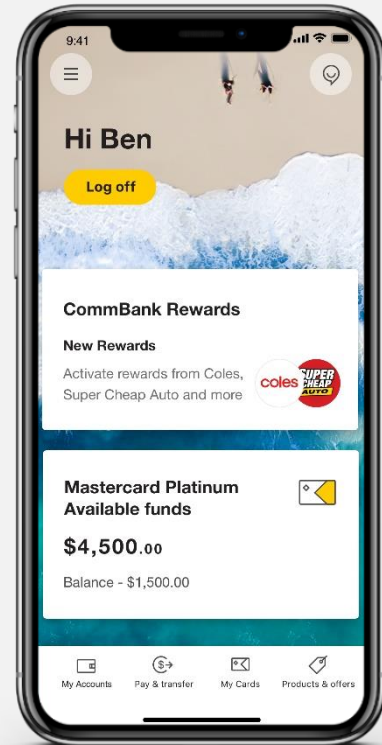 9:41
Hi Ben
Log off
CommBank Rewards
New Rewards
Activate rewards from Coles,
Super Cheap Auto and more
coles
SUPER
CHEAP
AUTO
Mastercard Platinum
Available funds
$4,500.00
Balance - $1,500.00
My Accounts
Pay & transfer
My Cards
Products & offers